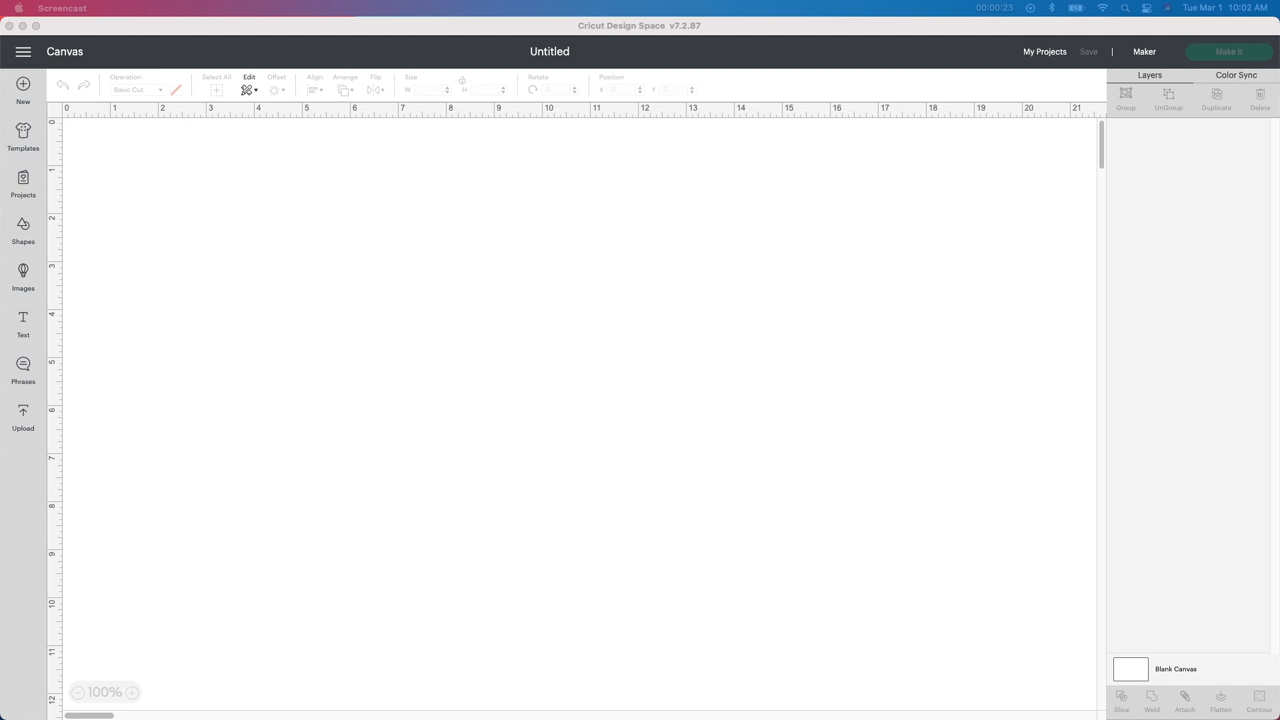 Screencast 00:00:23 Tue Mar 1 10:02 AM
Cricut Design Space v7.2.87
Canvas Untitled My Projects Save | Maker Make It
Operation Select All Edit Offset Align Arrange Flip Size Rotate Position
Basic Cut W H 0 X 0 Y 0
Layers Color Sync
Group UnGroup Duplicate Delete
0 1 2 3 4 5 6 7 8 9 10 11 12 13 14 15 16 17 18 19 20 21
New
Templates
Projects
Shapes
Images
Text
Phrases
Upload
0
1
2
3
4
5
6
7
8
9
10
11
12
100%
Blank Canvas
Slice Weld Attach Flatten Contour